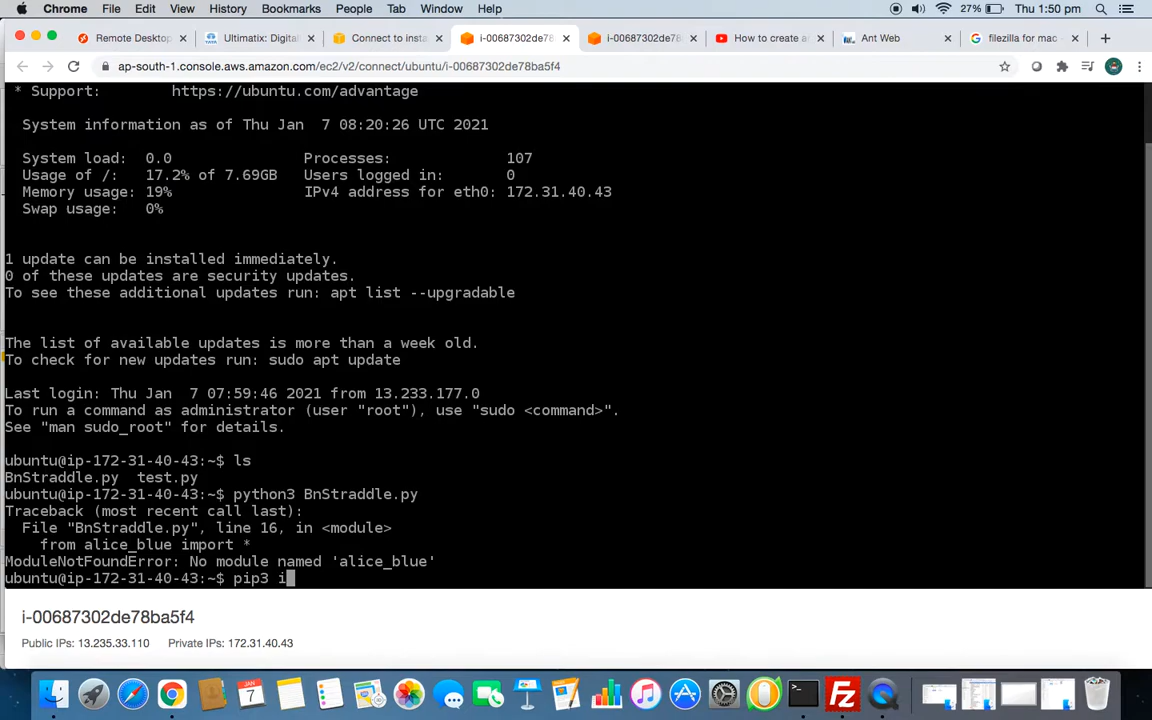 Chrome File Edit View History Bookmarks People Tab Window Help 27% Thu 1:50 pm
Remote Desktop Ultimatix: Digita Connect to insta i-00687302de78 i-00687302de78 How to create a Ant Web filezilla for mac -
ap-south-1.console.aws.amazon.com/ec2/v2/connect/ubuntu/i-00687302de78ba5f4
* Support: https://ubuntu.com/advantage
System information as of Thu Jan 7 08:20:26 UTC 2021
System load: 0.0 Processes: 107
Usage of /: 17.2% of 7.69GB Users logged in: 0
Memory usage: 19% IPv4 address for eth0: 172.31.40.43
Swap usage: 0%
1 update can be installed immediately.
0 of these updates are security updates.
To see these additional updates run: apt list --upgradable
The list of available updates is more than a week old.
To check for new updates run: sudo apt update
Last login: Thu Jan 7 07:59:46 2021 from 13.233.177.0
To run a command as administrator (user "root"), use "sudo <command>".
See "man sudo_root" for details.
ubuntu@ip-172-31-40-43:~$ ls
BnStraddle.py test.py
ubuntu@ip-172-31-40-43:~$ python3 BnStraddle.py
Traceback (most recent call last):
File "BnStraddle.py", line 16, in <module>
from alice_blue import *
ModuleNotFoundError: No module named 'alice_blue'
ubuntu@ip-172-31-40-43:~$ pip3 i
i-00687302de78ba5f4
Public IPs: 13.235.33.110 Private IPs: 172.31.40.43